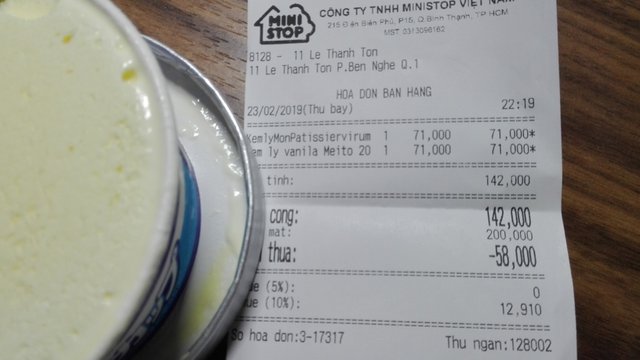 MINI
STOP
CÔNG TY TNHH MINISTOP VIỆT NAM
215 Điện Biên Phủ, P15, Q.Bình Thạnh, TP HCM
MST 0313098162
8128 - 11 Le Thanh Ton
11 Le Thanh Ton P.Ben Nghe Q.1
HOA DON BAN HANG
23/02/2019(Thu bay) 22:19
KemlyMonPatissiervirum 1 71,000 71,000*
em ly vanila Meito 20 1 71,000 71,000*
tinh: 142,000
cong: 142,000
mat: 200,000
thua: -58,000
ue (5%): 0
ue (10%): 12,910
So hoa don:3-17317 Thu ngan:128002